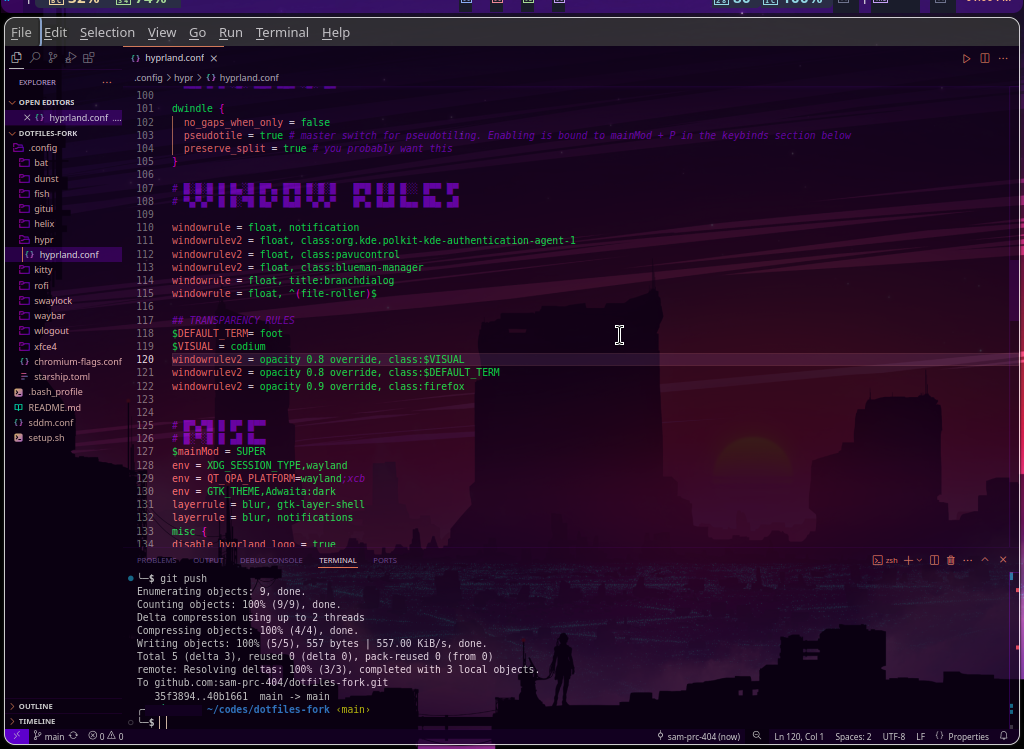 File Edit Selection View Go Run Terminal Help
hyprland.conf
.config > hypr > {} hyprland.conf
EXPLORER
OPEN EDITORS
{} hyprland.conf ....
DOTFILES-FORK
.config
bat
dunst
fish
gitui
helix
hypr
{} hyprland.conf
kitty
rofi
swaylock
waybar
wlogout
xfce4
chromium-flags.conf
starship.toml
.bash_profile
README.md
sddm.conf
setup.sh
OUTLINE
TIMELINE
100
101 dwindle {
102 no_gaps_when_only = false
103 pseudotile = true # master switch for pseudotiling. Enabling is bound to mainMod + P in the keybinds section below
104 preserve_split = true # you probably want this
105 }
106
107 #
108 #
109
110 windowrule = float, notification
111 windowrulev2 = float, class:org.kde.polkit-kde-authentication-agent-1
112 windowrulev2 = float, class:pavucontrol
113 windowrulev2 = float, class:blueman-manager
114 windowrule = float, title:branchdialog
115 windowrule = float, ^(file-roller)$
116
117 ## TRANSPARENCY RULES
118 $DEFAULT_TERM= foot
119 $VISUAL = codium
120 windowrulev2 = opacity 0.8 override, class:$VISUAL
121 windowrulev2 = opacity 0.8 override, class:$DEFAULT_TERM
122 windowrulev2 = opacity 0.9 override, class:firefox
123
124
125 #
126 #
127 $mainMod = SUPER
128 env = XDG_SESSION_TYPE,wayland
129 env = QT_QPA_PLATFORM=wayland;xcb
130 env = GTK_THEME,Adwaita:dark
131 layerrule = blur, gtk-layer-shell
132 layerrule = blur, notifications
133 misc {
134 disable_hyprland_logo = true
PROBLEMS OUTPUT DEBUG CONSOLE TERMINAL PORTS
zsh
$ git push
Enumerating objects: 9, done.
Counting objects: 100% (9/9), done.
Delta compression using up to 2 threads
Compressing objects: 100% (4/4), done.
Writing objects: 100% (5/5), 557 bytes | 557.00 KiB/s, done.
Total 5 (delta 3), reused 0 (delta 0), pack-reused 0 (from 0)
remote: Resolving deltas: 100% (3/3), completed with 3 local objects.
To github.com:sam-prc-404/dotfiles-fork.git
35f3894..40b1661 main -> main
~/codes/dotfiles-fork ‹main›
$
main 0 0 sam-prc-404 (now) Ln 120, Col 1 Spaces: 2 UTF-8 LF {} Properties